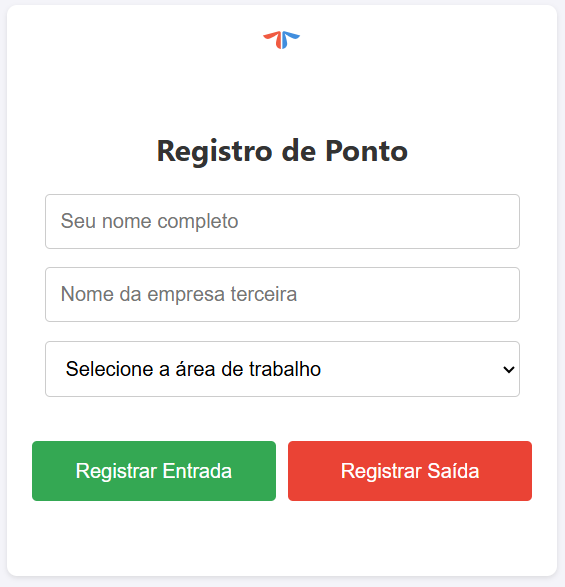 Registro de Ponto
Seu nome completo
Nome da empresa terceira
Selecione a área de trabalho
Registrar Entrada
Registrar Saída